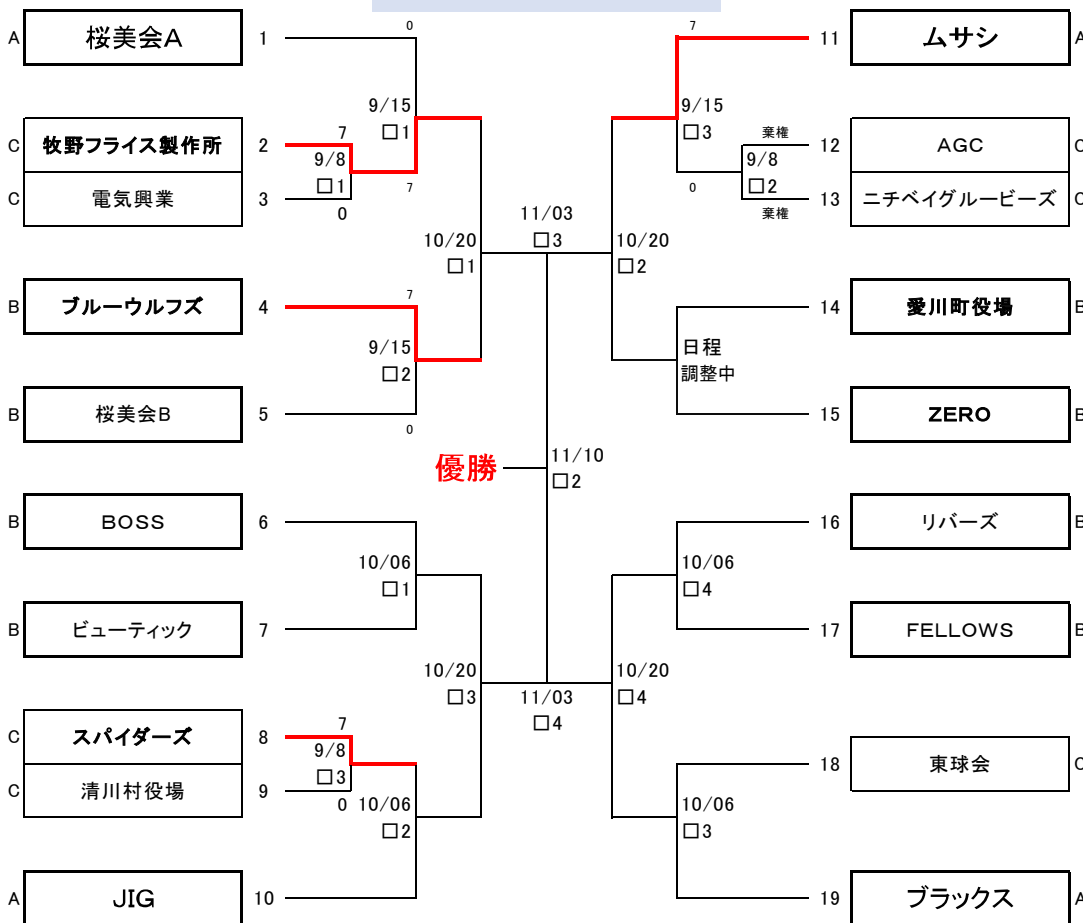 A 桜美会A 1
0
9/15
□1
C 牧野フライス製作所 2
7
9/8
□1
C 電気興業 3
0
7
10/20
□1
B ブルーウルフズ 4
7
9/15
□2
B 桜美会B 5
0
B BOSS 6
10/06
□1
B ビューティック 7
10/20
□3
C スパイダーズ 8
7
9/8
□3
C 清川村役場 9
0
10/06
□2
A JIG 10
11/03
□3
優勝
11/10
□2
11/03
□4
7
11 ムサシ A
9/15
□3
0
棄権
12 AGC C
9/8
□2
13 ニチベイグルービーズ C
棄権
10/20
□2
14 愛川町役場 B
日程
調整中
15 ZERO B
16 リバーズ B
10/06
□4
17 FELLOWS B
10/20
□4
18 東球会 C
10/06
□3
19 ブラックス A